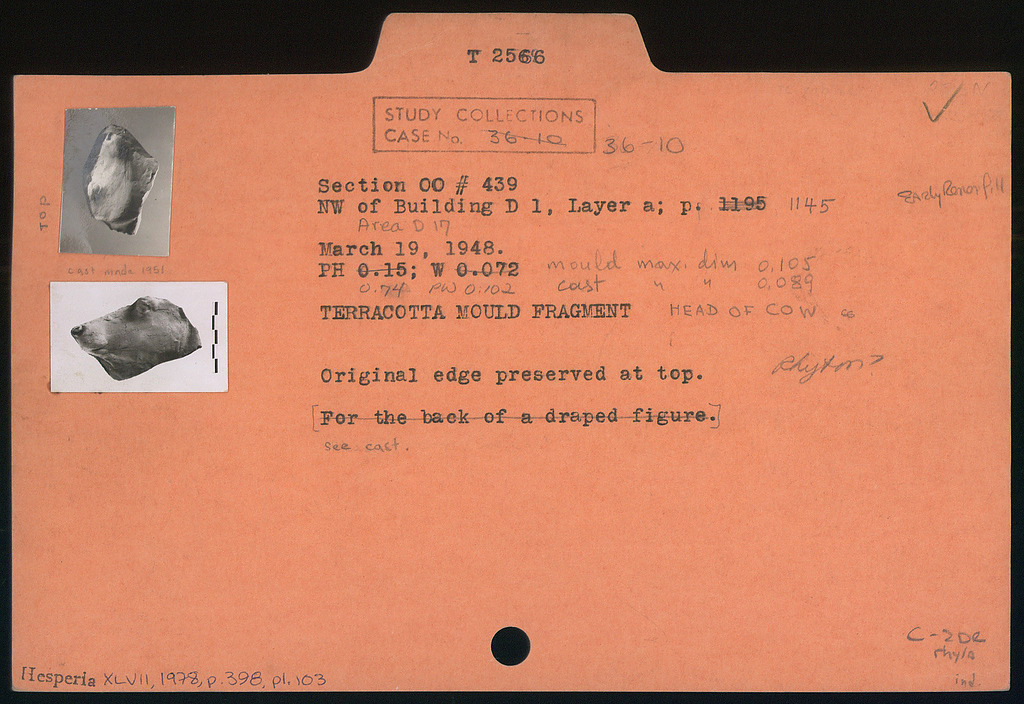 T 2566
STUDY COLLECTIONS
CASE No. 36-10 36-10
TOP
Section OO # 439
NW of Building D 1, Layer a; p. 1195 1145
Early Roman fill
Area D 17
March 19, 1948.
cast made 1951
PH 0.15; W 0.072 mould max. dim 0.105
0.74 PW 0.102 cast " " 0.089
TERRACOTTA MOULD FRAGMENT HEAD OF COW
Original edge preserved at top. Rhyton?
[For the back of a draped figure.]
see cast.
C-2De
rhyta
ind.
Hesperia XLVII, 1978, p. 398, pl. 103